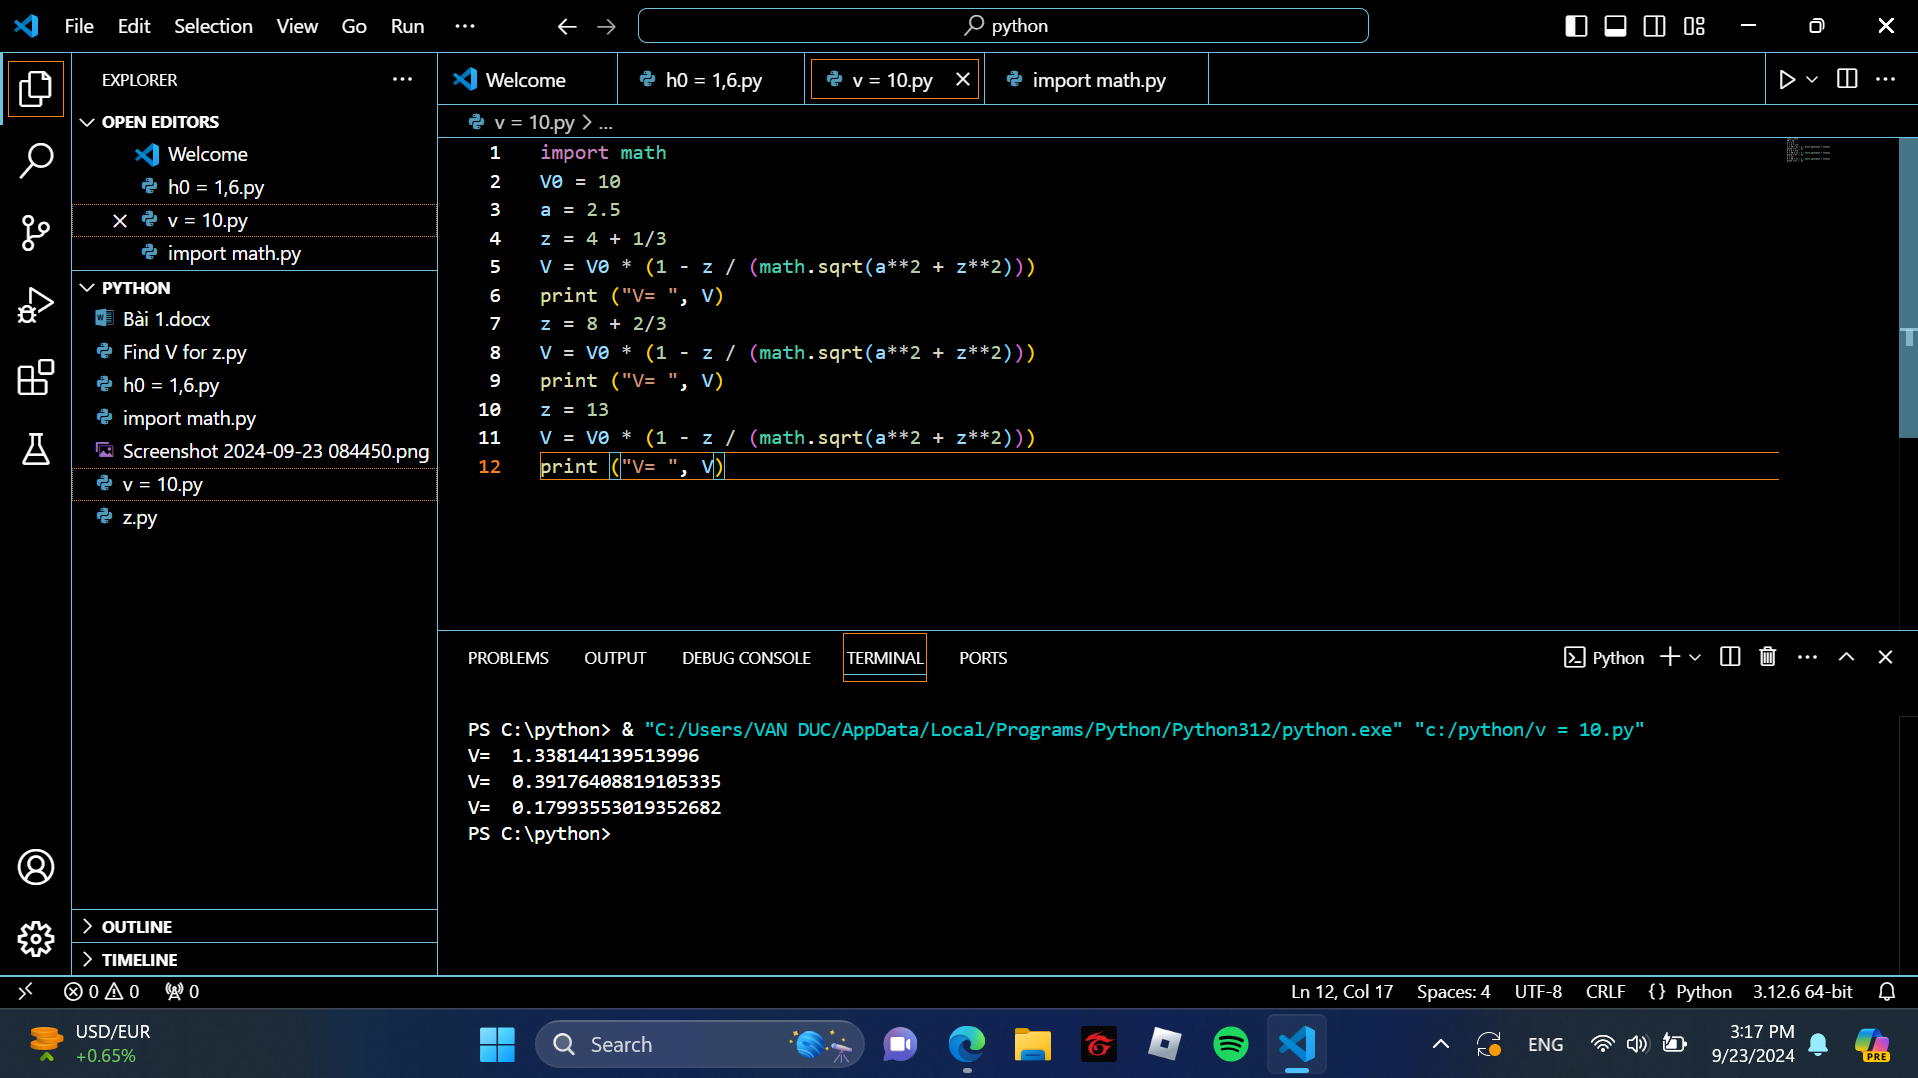 File Edit Selection View Go Run ···
python
EXPLORER ···
OPEN EDITORS
Welcome
h0 = 1,6.py
v = 10.py
import math.py
PYTHON
Bài 1.docx
Find V for z.py
h0 = 1,6.py
import math.py
Screenshot 2024-09-23 084450.png
v = 10.py
z.py
OUTLINE
TIMELINE
Welcome h0 = 1,6.py v = 10.py import math.py
v = 10.py > ...
1 import math
2 V0 = 10
3 a = 2.5
4 z = 4 + 1/3
5 V = V0 * (1 - z / (math.sqrt(a**2 + z**2)))
6 print ("V= ", V)
7 z = 8 + 2/3
8 V = V0 * (1 - z / (math.sqrt(a**2 + z**2)))
9 print ("V= ", V)
10 z = 13
11 V = V0 * (1 - z / (math.sqrt(a**2 + z**2)))
12 print ("V= ", V)
PROBLEMS OUTPUT DEBUG CONSOLE TERMINAL PORTS
Python
PS C:\python> & "C:/Users/VAN DUC/AppData/Local/Programs/Python/Python312/python.exe" "c:/python/v = 10.py"
V=  1.338144139513996
V=  0.39176408819105335
V=  0.17993553019352682
PS C:\python>
0 0 0
Ln 12, Col 17 Spaces: 4 UTF-8 CRLF {} Python 3.12.6 64-bit
USD/EUR
+0.65%
Search
ENG
3:17 PM
9/23/2024
PRE